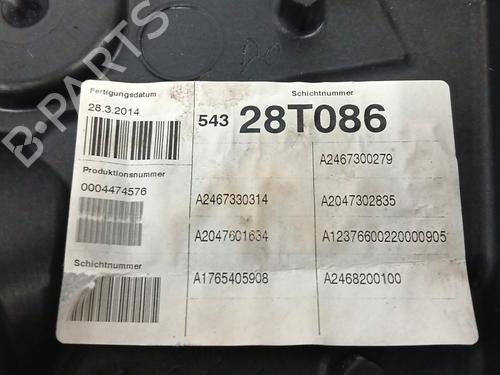 B-PARTS
Fertigungsdatum
28.3.2014
Schichtnummer
543 28T086
Produktionsnummer
0004474576
A2467300279
A2467330314
A2047302835
A2047601634
A12376600220000905
Schichtnummer
A1765405908
A2468200100